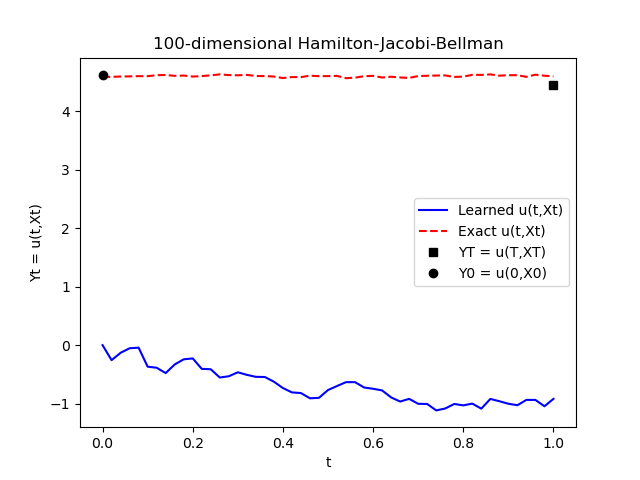 100-dimensional Hamilton-Jacobi-Bellman
Yt = u(t,Xt)
4
3
2
1
0
−1
Learned u(t,Xt)
Exact u(t,Xt)
YT = u(T,XT)
Y0 = u(0,X0)
0.0 0.2 0.4 0.6 0.8 1.0
t